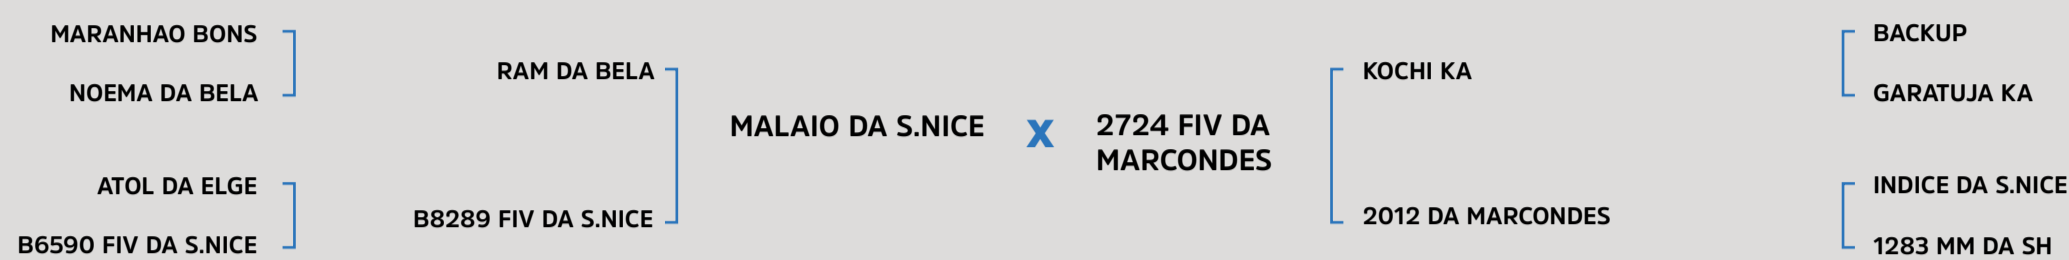 MARANHAO BONS
NOEMA DA BELA
ATOL DA ELGE
B6590 FIV DA S.NICE
RAM DA BELA
B8289 FIV DA S.NICE
MALAIO DA S.NICE
X
2724 FIV DA
MARCONDES
KOCHI KA
2012 DA MARCONDES
BACKUP
GARATUJA KA
INDICE DA S.NICE
1283 MM DA SH